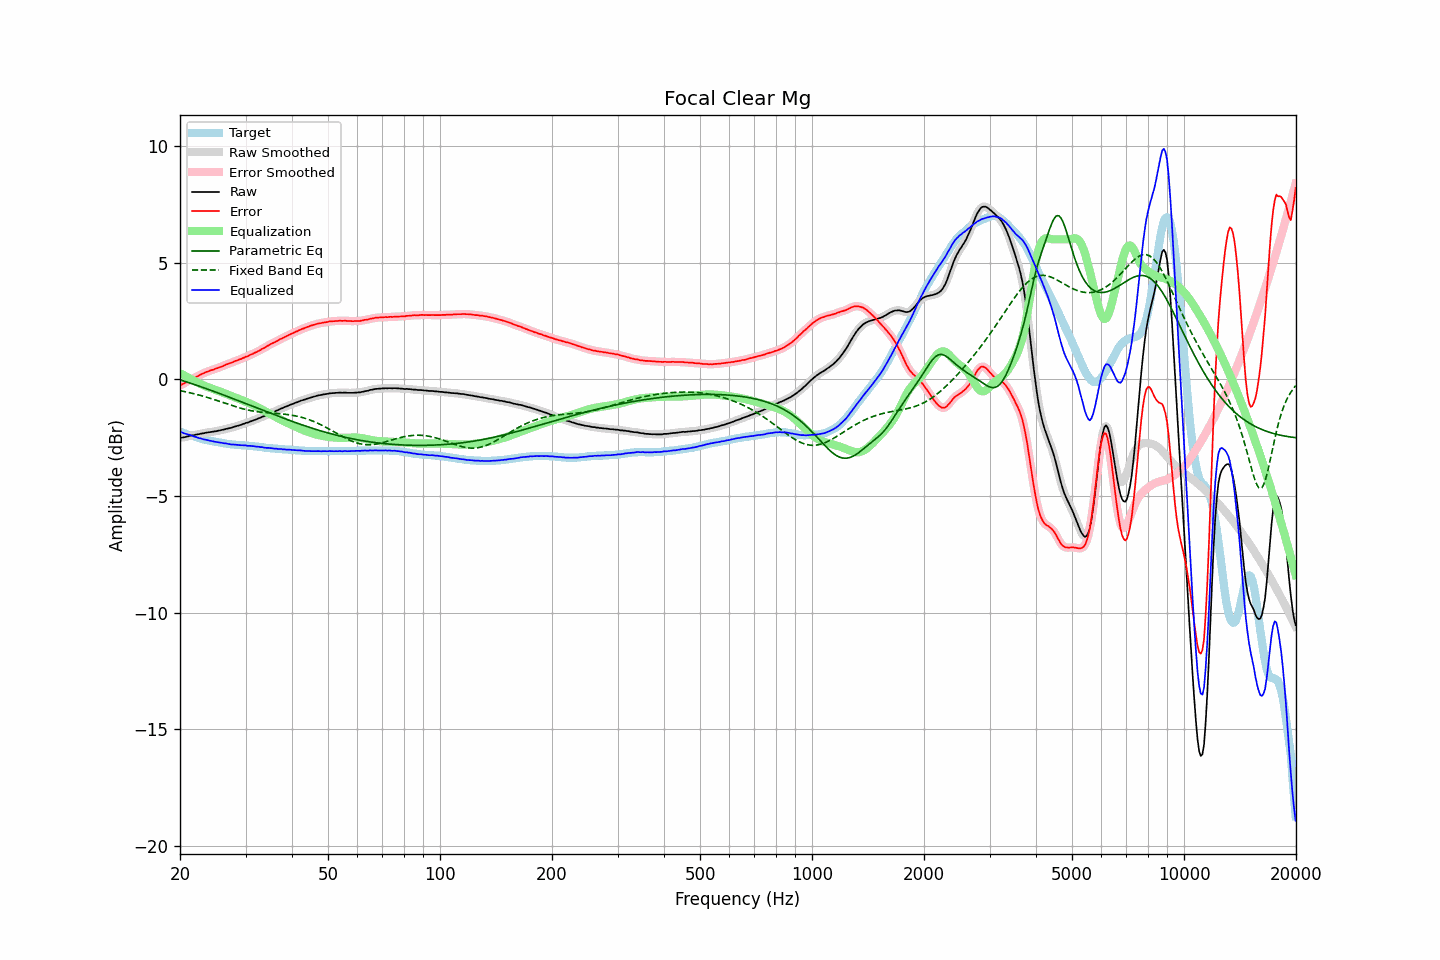 Focal Clear Mg
Target
Raw Smoothed
Error Smoothed
Raw
Error
Equalization
Parametric Eq
Fixed Band Eq
Equalized
Amplitude (dBr)
10
5
0
−5
−10
−15
−20
20 50 100 200 500 1000 2000 5000 10000 20000
Frequency (Hz)